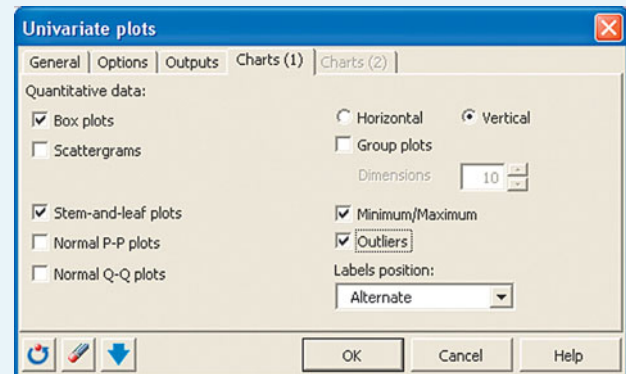 Univariate plots
General Options Outputs Charts (1) Charts (2)
Quantitative data:
Box plots
Horizontal Vertical
Scattergrams
Group plots
Dimensions 10
Stem-and-leaf plots
Minimum/Maximum
Normal P-P plots
Outliers
Normal Q-Q plots
Labels position:
Alternate
OK Cancel Help